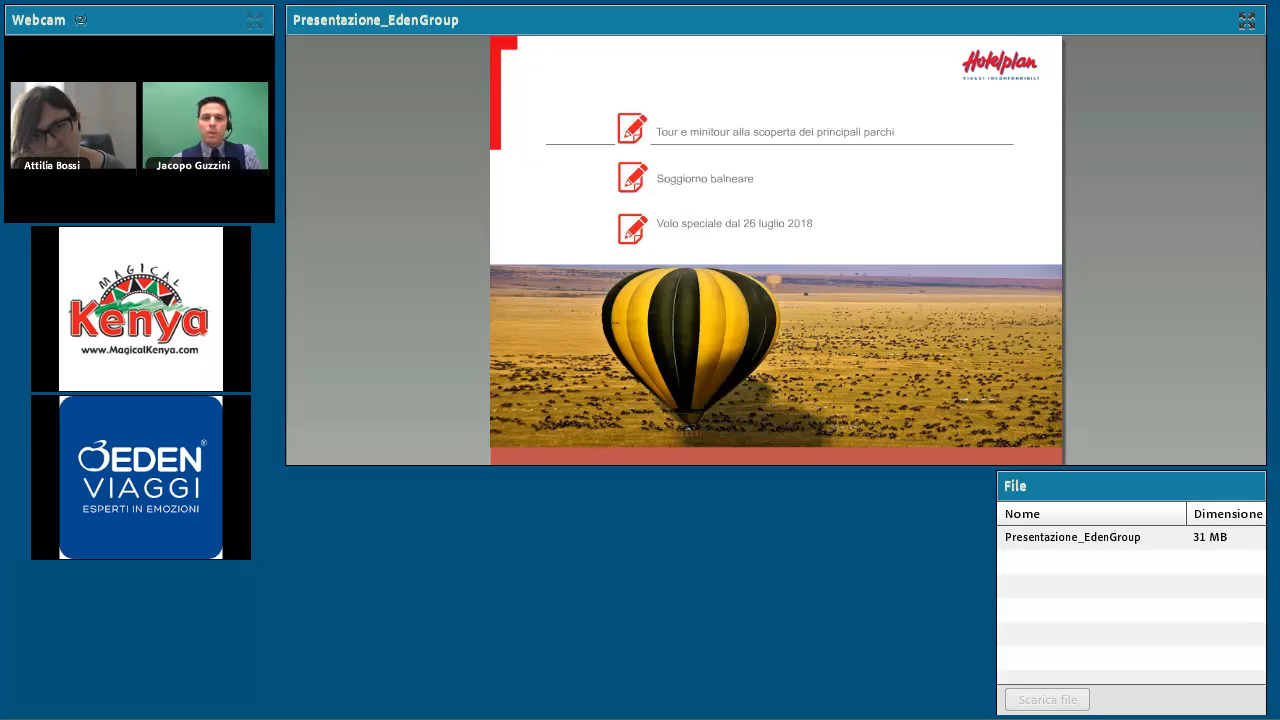 Webcam (2)
Attilia Bossi
Jacopo Guzzini
MAGICAL
Kenya
www.MagicalKenya.com
EDEN®
VIAGGI
ESPERTI IN EMOZIONI
Presentazione_EdenGroup
Hotelplan
VIAGGI INCONFONDIBILI
Tour e minitour alla scoperta dei principali parchi
Soggiorno balneare
Volo speciale dal 26 luglio 2018
File
Nome Dimensione
Presentazione_EdenGroup 31 MB
Scarica file